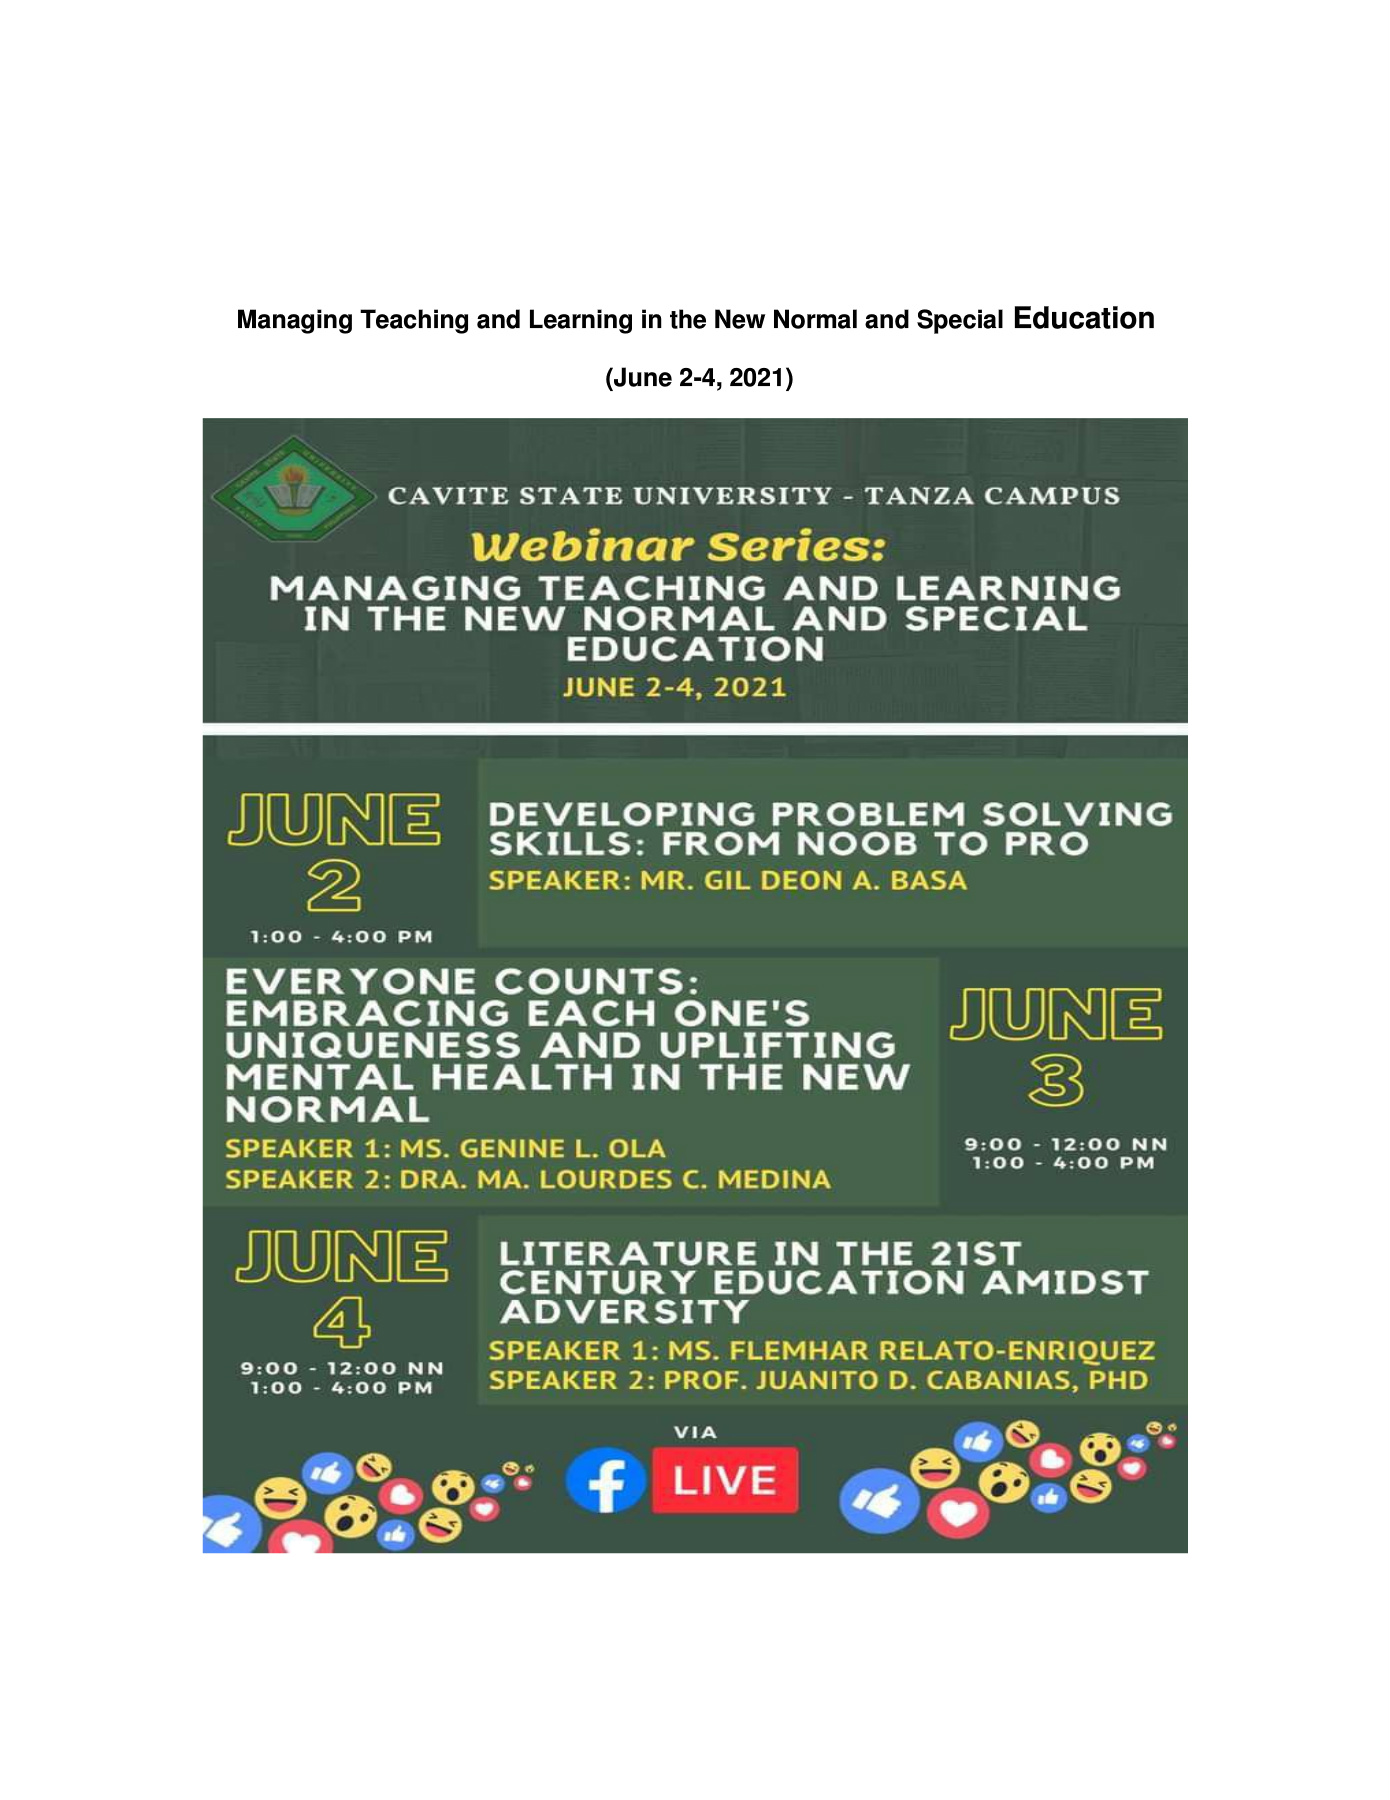 Managing Teaching and Learning in the New Normal and Special Education
(June 2-4, 2021)
CAVITE STATE UNIVERSITY - TANZA CAMPUS
Webinar Series:
MANAGING TEACHING AND LEARNING
IN THE NEW NORMAL AND SPECIAL
EDUCATION
JUNE 2-4, 2021
JUNE
2
1:00 - 4:00 PM
DEVELOPING PROBLEM SOLVING
SKILLS: FROM NOOB TO PRO
SPEAKER: MR. GIL DEON A. BASA
EVERYONE COUNTS:
EMBRACING EACH ONE'S
UNIQUENESS AND UPLIFTING
MENTAL HEALTH IN THE NEW
NORMAL
SPEAKER 1: MS. GENINE L. OLA
SPEAKER 2: DRA. MA. LOURDES C. MEDINA
JUNE
3
9:00 - 12:00 NN
1:00 - 4:00 PM
JUNE
4
9:00 - 12:00 NN
1:00 - 4:00 PM
LITERATURE IN THE 21ST
CENTURY EDUCATION AMIDST
ADVERSITY
SPEAKER 1: MS. FLEMHAR RELATO-ENRIQUEZ
SPEAKER 2: PROF. JUANITO D. CABANIAS, PHD
VIA
f LIVE